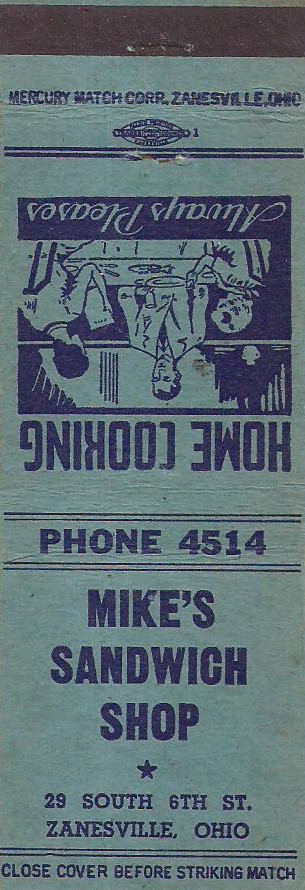 MERCURY MATCH CORP. ZANESVILLE, OHIO
1
Always Pleases
HOME COOKING
PHONE 4514
MIKE'S
SANDWICH
SHOP
★
29 SOUTH 6TH ST.
ZANESVILLE, OHIO
CLOSE COVER BEFORE STRIKING MATCH